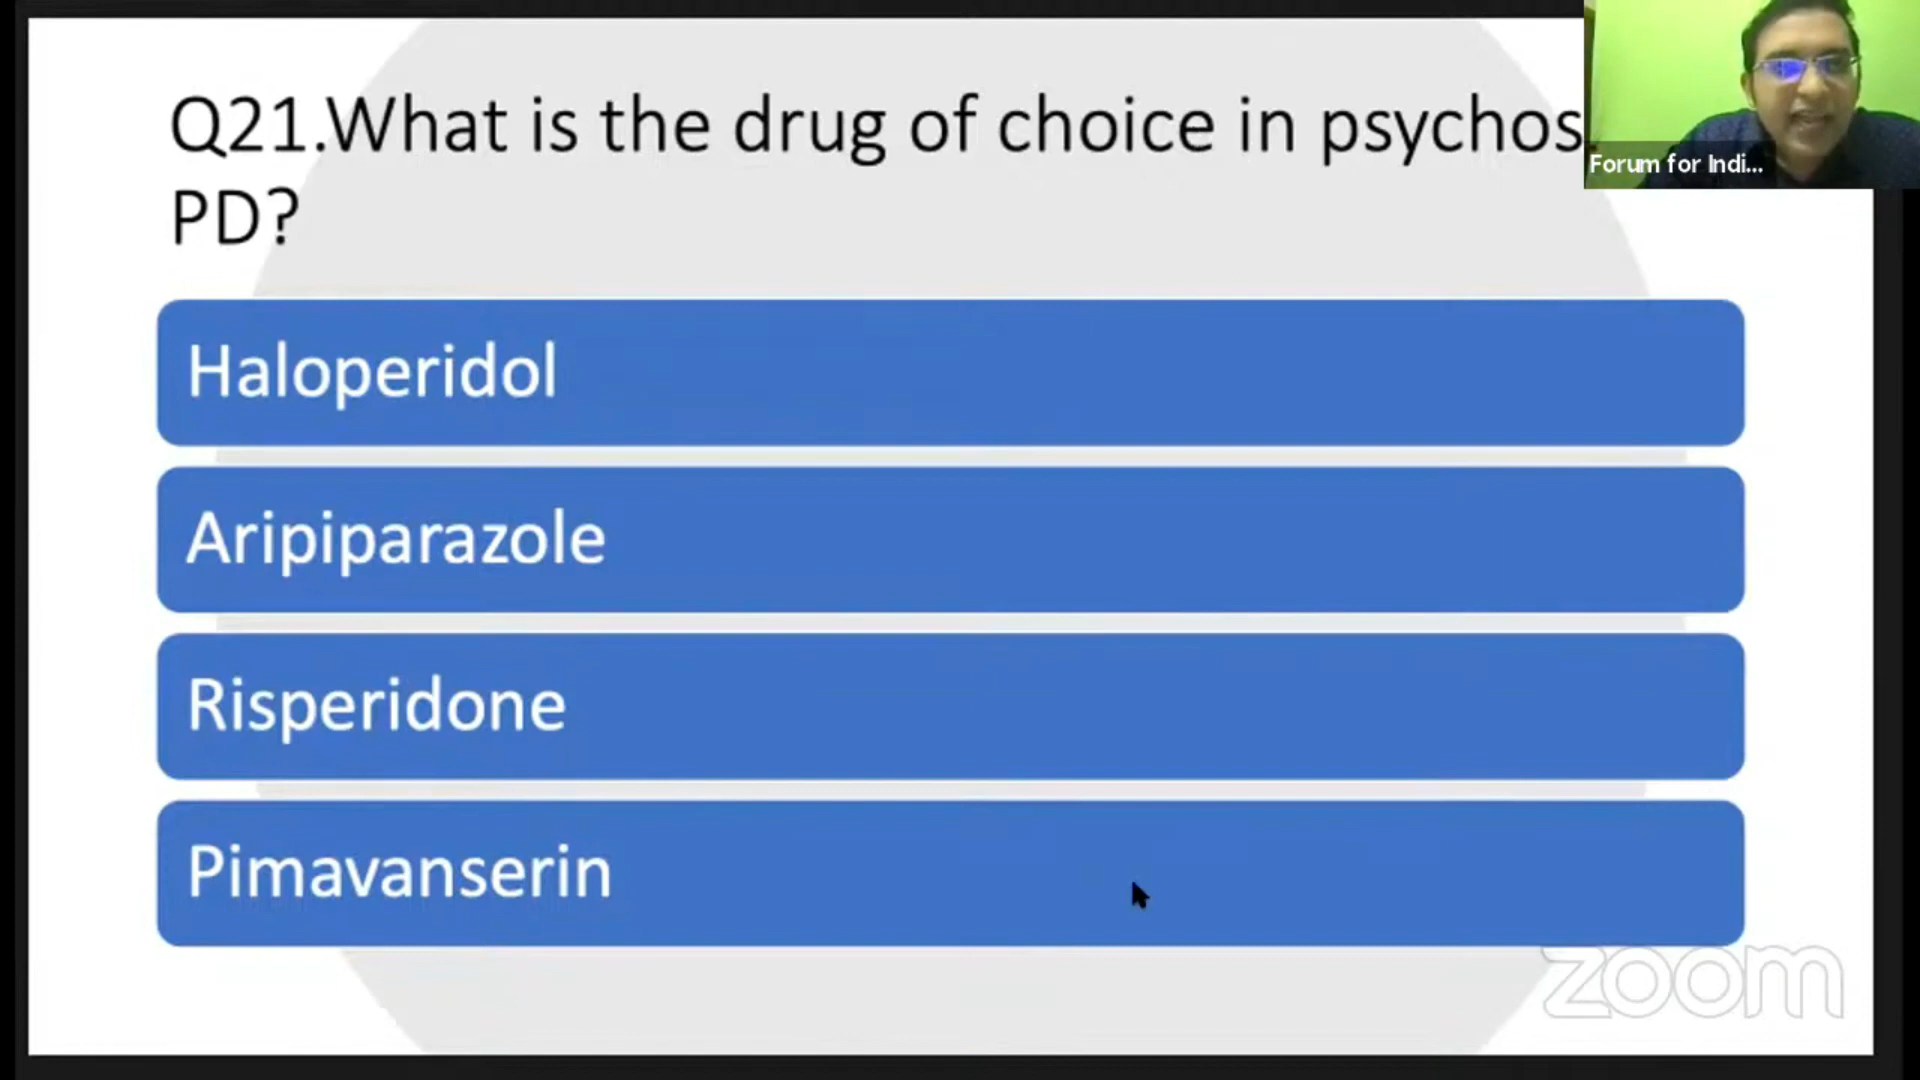 Q21.What is the drug of choice in psychos
PD?
Forum for Indi...
Haloperidol
Aripiparazole
Risperidone
Pimavanserin
zoom